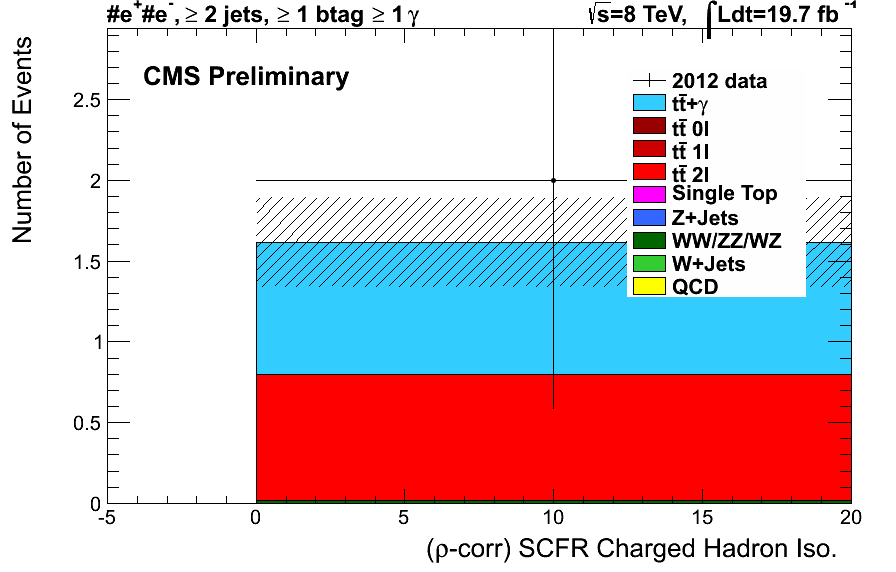 #e⁺#e⁻, ≥ 2 jets, ≥ 1 btag ≥ 1 γ
√s=8 TeV, ∫Ldt=19.7 fb⁻¹
CMS Preliminary
Number of Events
2.5
2
1.5
1
0.5
0
2012 data
tt̄+γ
tt̄ 0l
tt̄ 1l
tt̄ 2l
Single Top
Z+Jets
WW/ZZ/WZ
W+Jets
QCD
-5 0 5 10 15 20
(ρ-corr) SCFR Charged Hadron Iso.